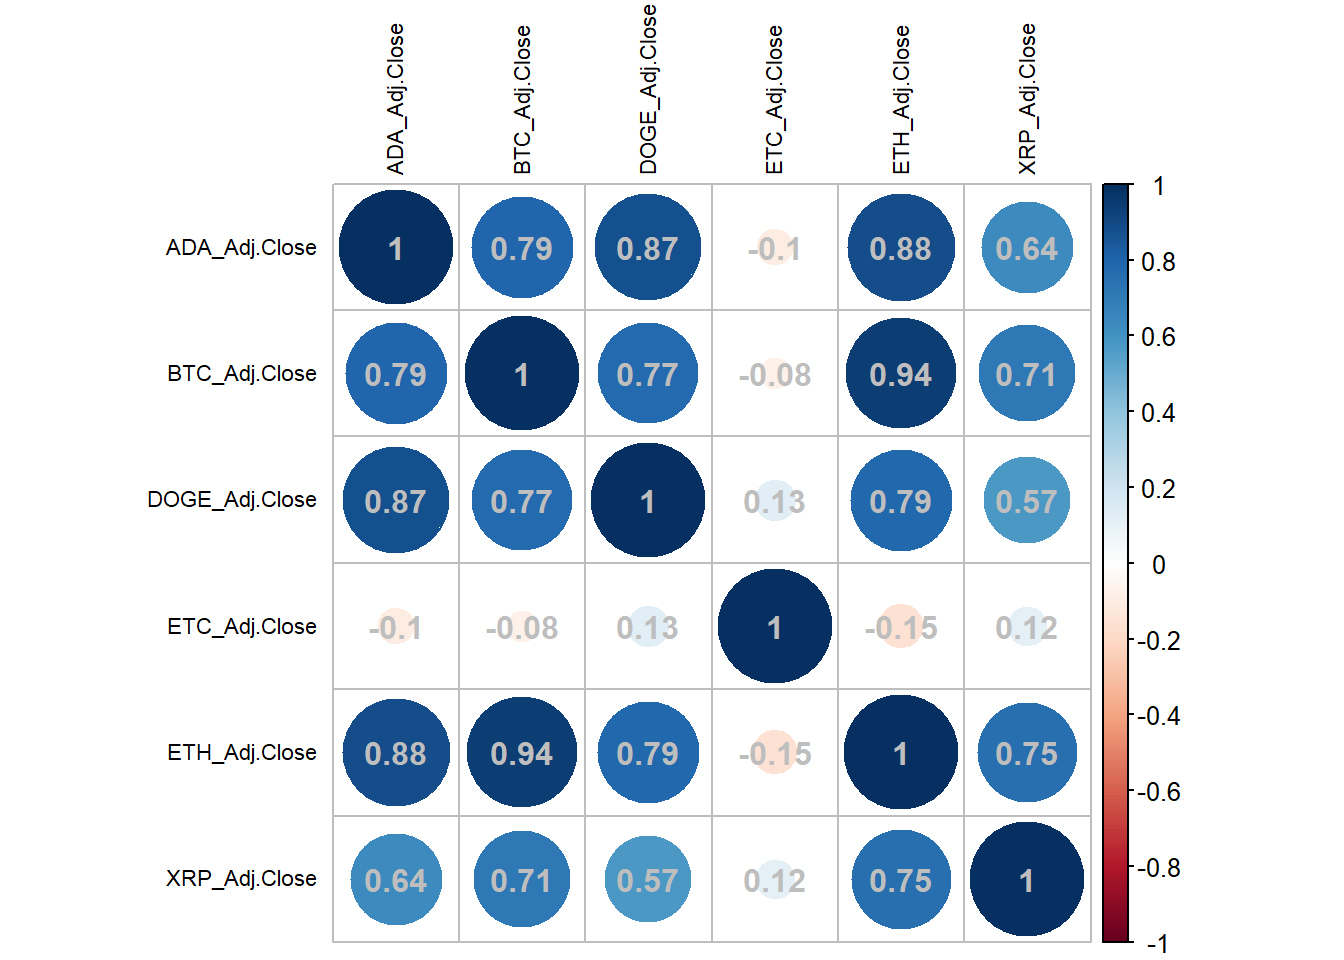 ADA_Adj.Close BTC_Adj.Close DOGE_Adj.Close ETC_Adj.Close ETH_Adj.Close XRP_Adj.Close
ADA_Adj.Close 1 0.79 0.87 -0.1 0.88 0.64
BTC_Adj.Close 0.79 1 0.77 -0.08 0.94 0.71
DOGE_Adj.Close 0.87 0.77 1 0.13 0.79 0.57
ETC_Adj.Close -0.1 -0.08 0.13 1 -0.15 0.12
ETH_Adj.Close 0.88 0.94 0.79 -0.15 1 0.75
XRP_Adj.Close 0.64 0.71 0.57 0.12 0.75 1
1
0.8
0.6
0.4
0.2
0
-0.2
-0.4
-0.6
-0.8
-1